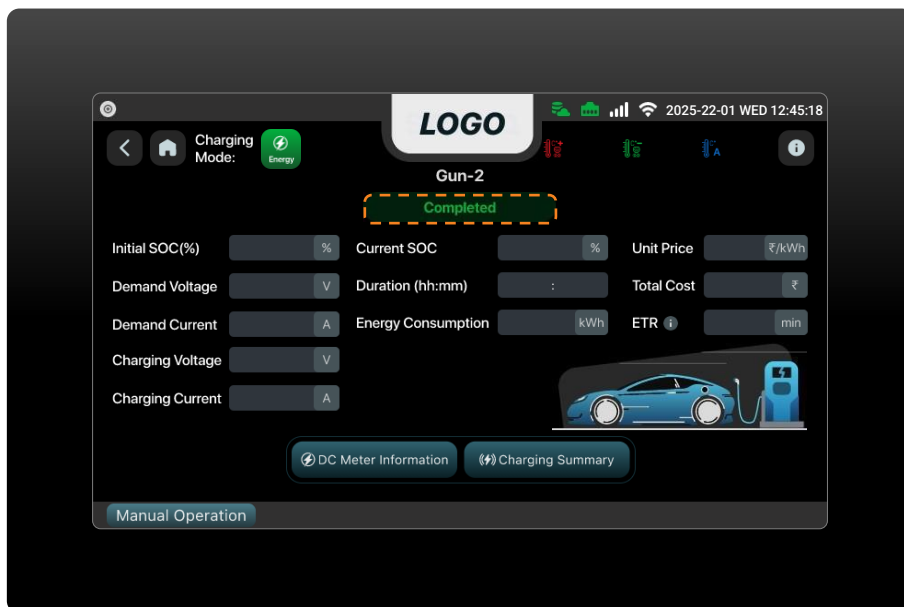 LOGO
2025-22-01 WED 12:45:18
Charging Mode:
Energy
A
Gun-2
Completed
Initial SOC(%) % Current SOC % Unit Price ₹/kWh
Demand Voltage V Duration (hh:mm) : Total Cost ₹
Demand Current A Energy Consumption kWh ETR i min
Charging Voltage V
Charging Current A
DC Meter Information Charging Summary
Manual Operation